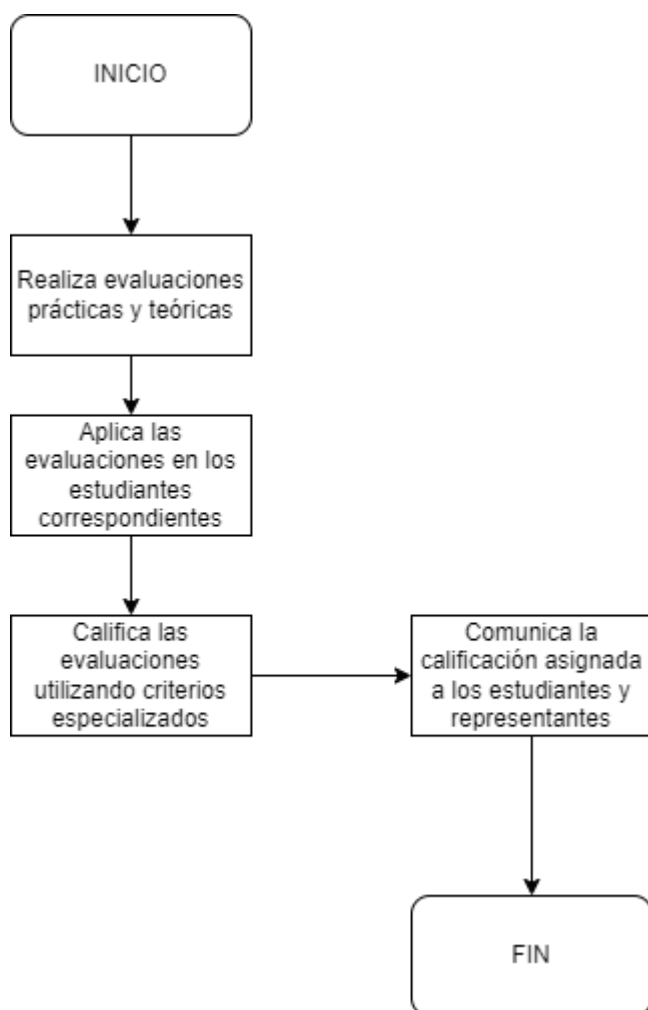 INICIO
Realiza evaluaciones
prácticas y teóricas
Aplica las
evaluaciones en los
estudiantes
correspondientes
Califica las
evaluaciones
utilizando criterios
especializados
Comunica la
calificación asignada
a los estudiantes y
representantes
FIN